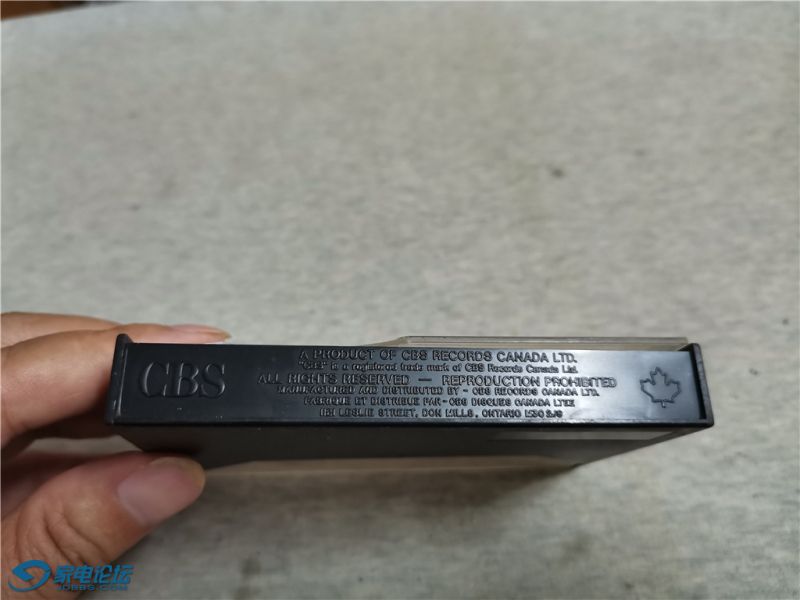 CBS
A PRODUCT OF CBS RECORDS CANADA LTD.
"CBS" is a registered trade mark of CBS Records Canada Ltd.
ALL RIGHTS RESERVED — REPRODUCTION PROHIBITED
MANUFACTURED AND DISTRIBUTED BY - CBS RECORDS CANADA LTD.
FABRIQUE ET DISTRIBUE PAR - CBS DISQUES CANADA LTEE
LESLIE STREET, DON MILLS, ONTARIO
家电论坛
JDBBS.COM